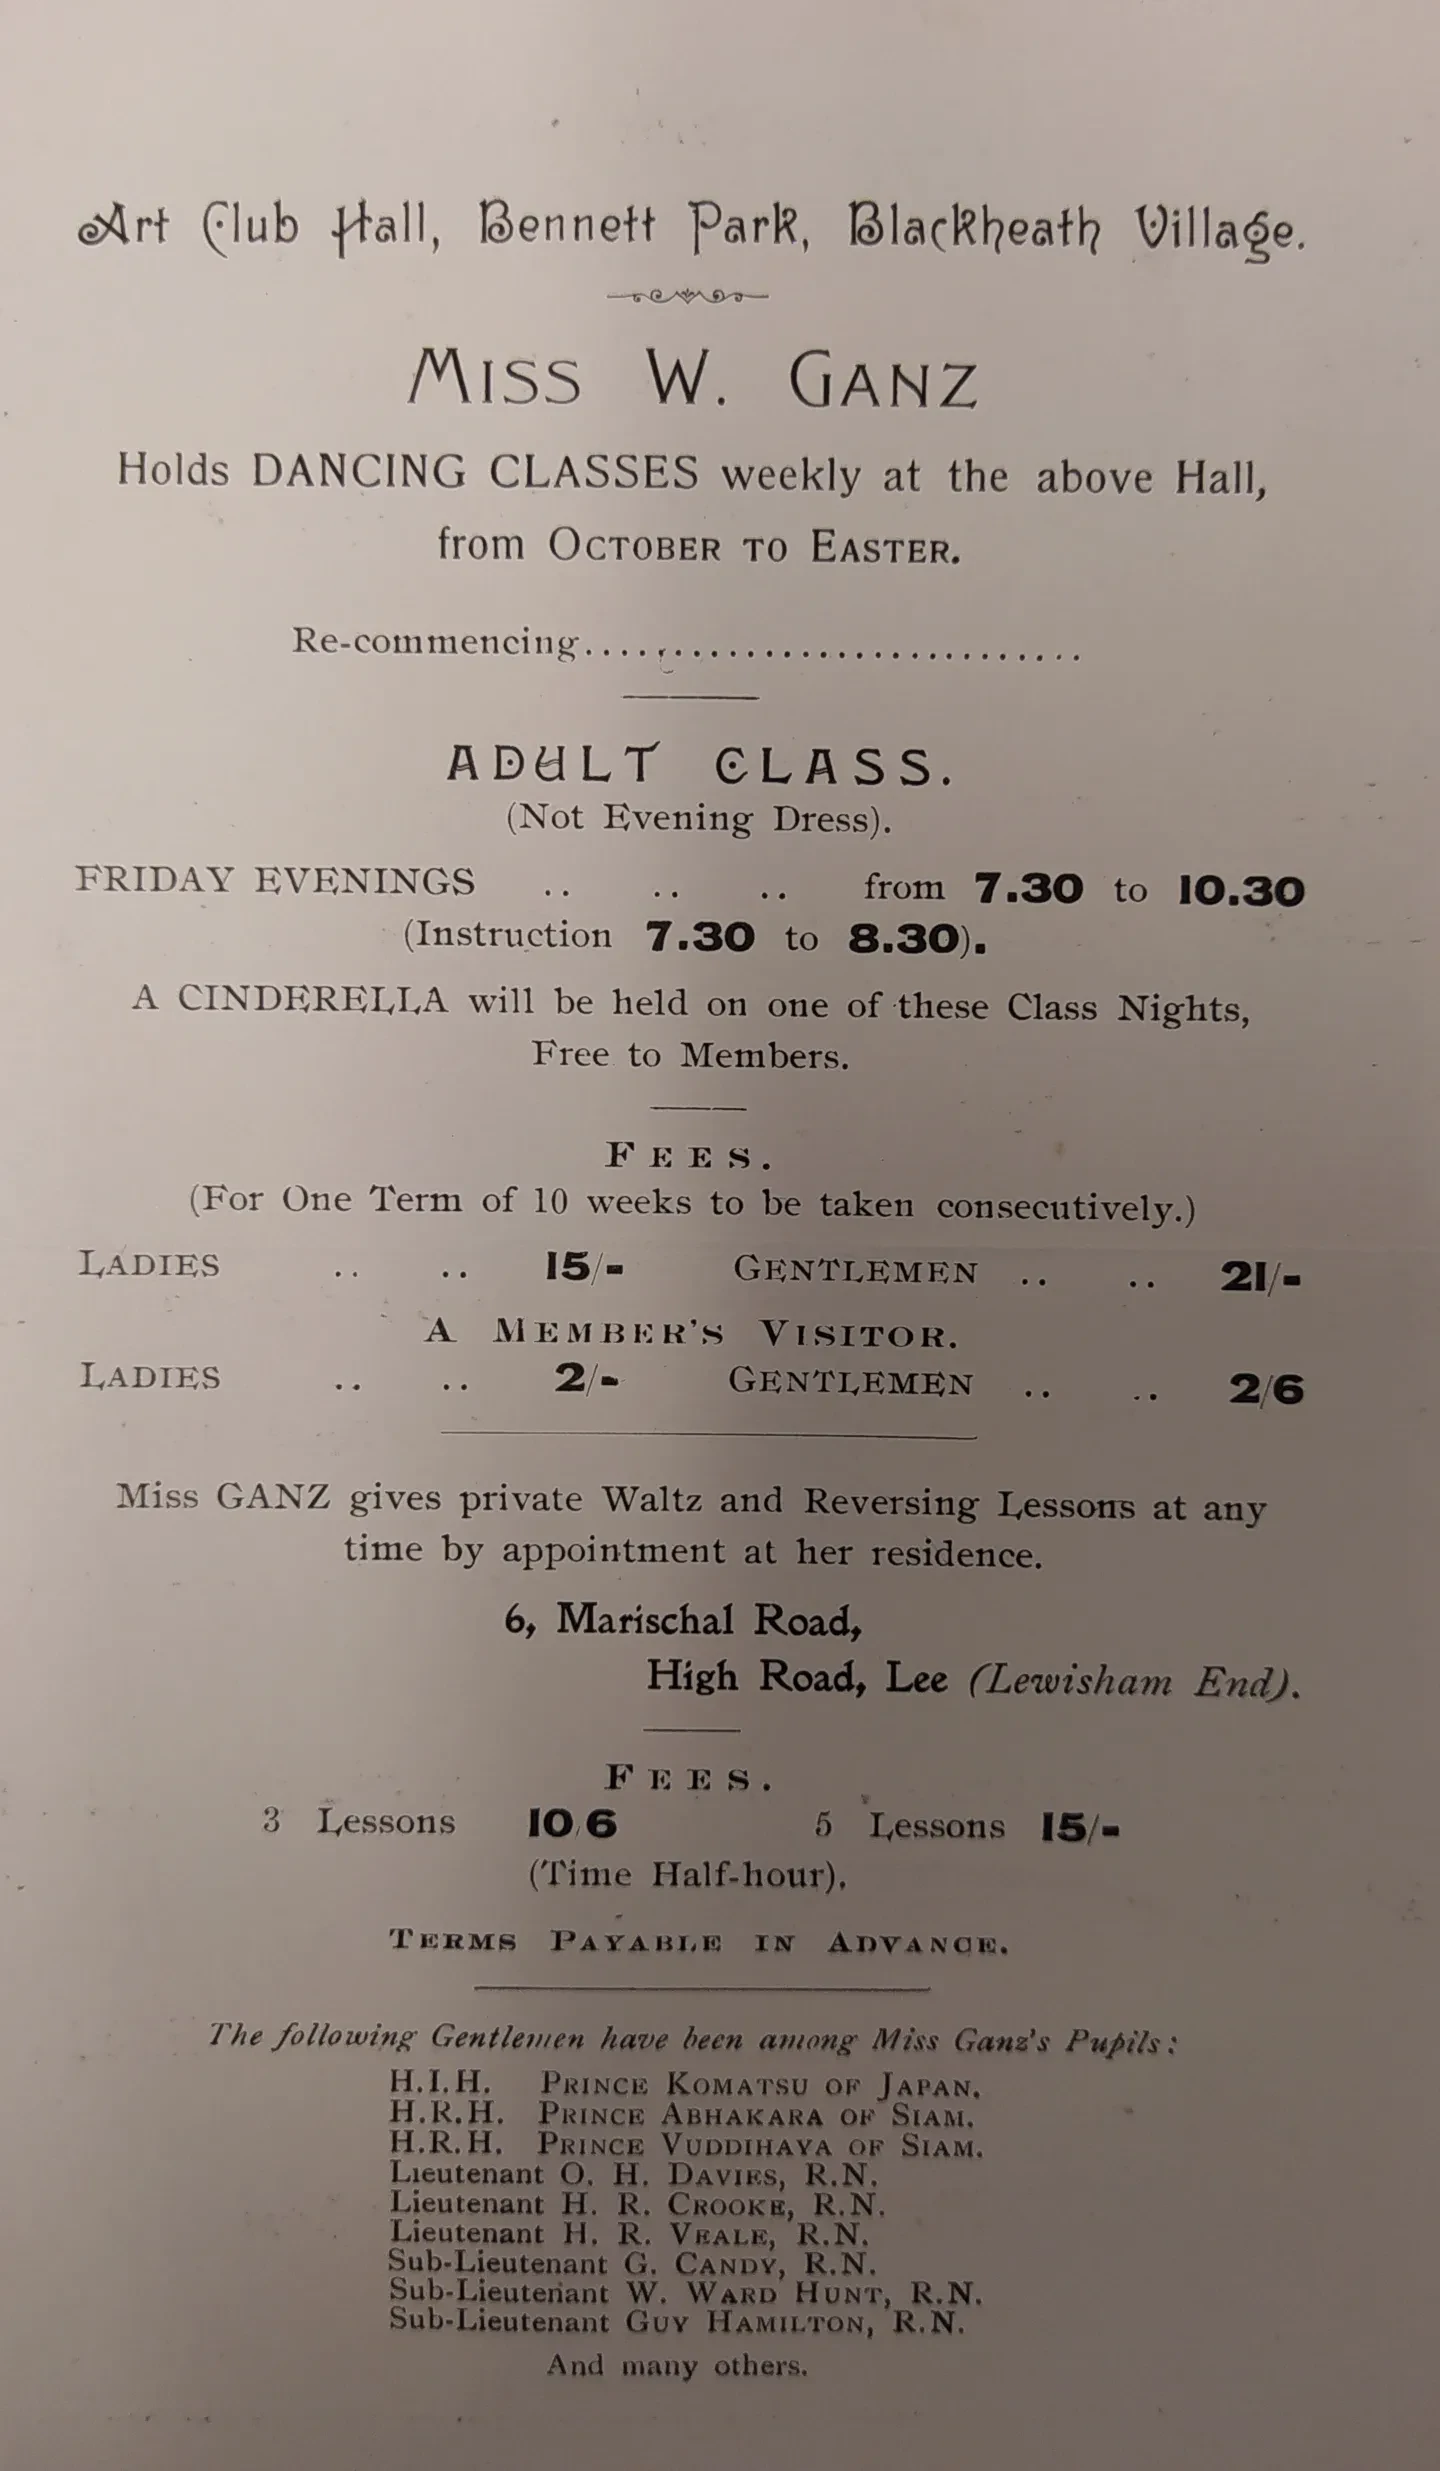 Art Club Hall, Bennett Park, Blackheath Village.
MISS W. GANZ
Holds DANCING CLASSES weekly at the above Hall,
from OCTOBER TO EASTER.
Re-commencing............................
ADULT CLASS.
(Not Evening Dress).
FRIDAY EVENINGS .. .. .. from 7.30 to 10.30
(Instruction 7.30 to 8.30).
A CINDERELLA will be held on one of these Class Nights,
Free to Members.
FEES.
(For One Term of 10 weeks to be taken consecutively.)
LADIES .. .. 15/- GENTLEMEN .. .. 21/-
A MEMBER'S VISITOR.
LADIES .. .. 2/- GENTLEMEN .. .. 2/6
Miss GANZ gives private Waltz and Reversing Lessons at any
time by appointment at her residence.
6, Marischal Road,
High Road, Lee (Lewisham End).
FEES.
3 Lessons 10/6 5 Lessons 15/-
(Time Half-hour).
TERMS PAYABLE IN ADVANCE.
The following Gentlemen have been among Miss Ganz's Pupils:
H.I.H. PRINCE KOMATSU OF JAPAN.
H.R.H. PRINCE ABHAKARA OF SIAM.
H.R.H. PRINCE VUDDIHAYA OF SIAM.
Lieutenant O. H. DAVIES, R.N.
Lieutenant H. R. CROOKE, R.N.
Lieutenant H. R. VEALE, R.N.
Sub-Lieutenant G. CANDY, R.N.
Sub-Lieutenant W. WARD HUNT, R.N.
Sub-Lieutenant GUY HAMILTON, R.N.
And many others.